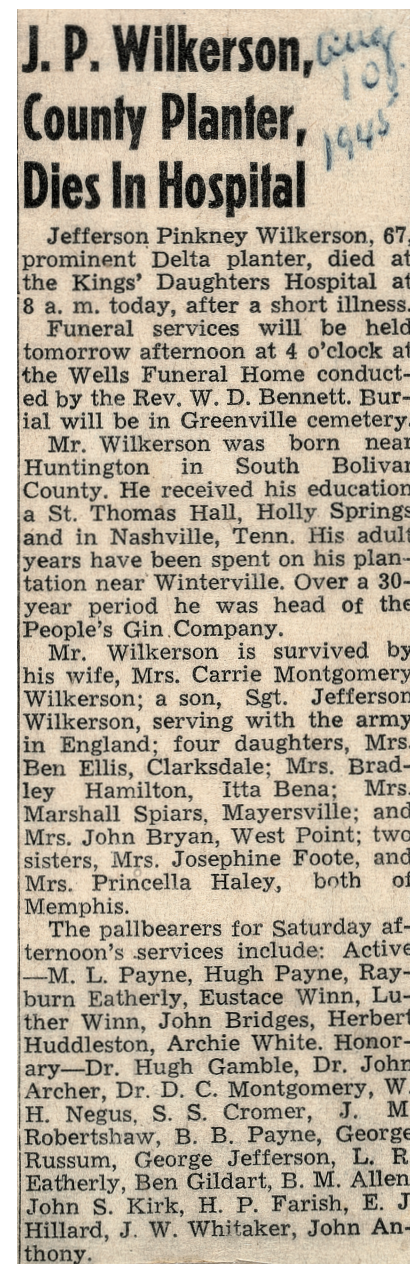 J. P. Wilkerson,
County Planter,
Dies In Hospital
Aug
10,
1945
Jefferson Pinkney Wilkerson, 67,
prominent Delta planter, died at
the Kings' Daughters Hospital at
8 a. m. today, after a short illness.
Funeral services will be held
tomorrow afternoon at 4 o'clock at
the Wells Funeral Home conduct-
ed by the Rev. W. D. Bennett. Bur-
ial will be in Greenville cemetery.
Mr. Wilkerson was born near
Huntington in South Bolivar
County. He received his education
a St. Thomas Hall, Holly Springs
and in Nashville, Tenn. His adult
years have been spent on his plan-
tation near Winterville. Over a 30-
year period he was head of the
People's Gin Company.
Mr. Wilkerson is survived by
his wife, Mrs. Carrie Montgomery
Wilkerson; a son, Sgt. Jefferson
Wilkerson, serving with the army
in England; four daughters, Mrs.
Ben Ellis, Clarksdale; Mrs. Brad-
ley Hamilton, Itta Bena; Mrs.
Marshall Spiars, Mayersville; and
Mrs. John Bryan, West Point; two
sisters, Mrs. Josephine Foote, and
Mrs. Princella Haley, both of
Memphis.
The pallbearers for Saturday af-
ternoon's services include: Active
—M. L. Payne, Hugh Payne, Ray-
burn Eatherly, Eustace Winn, Lu-
ther Winn, John Bridges, Herbert
Huddleston, Archie White. Honor-
ary—Dr. Hugh Gamble, Dr. John
Archer, Dr. D. C. Montgomery, W.
H. Negus, S. S. Cromer, J. M
Robertshaw, B. B. Payne, George
Russum, George Jefferson, L. R
Eatherly, Ben Gildart, B. M. Allen
John S. Kirk, H. P. Farish, E. J
Hillard, J. W. Whitaker, John An-
thony.